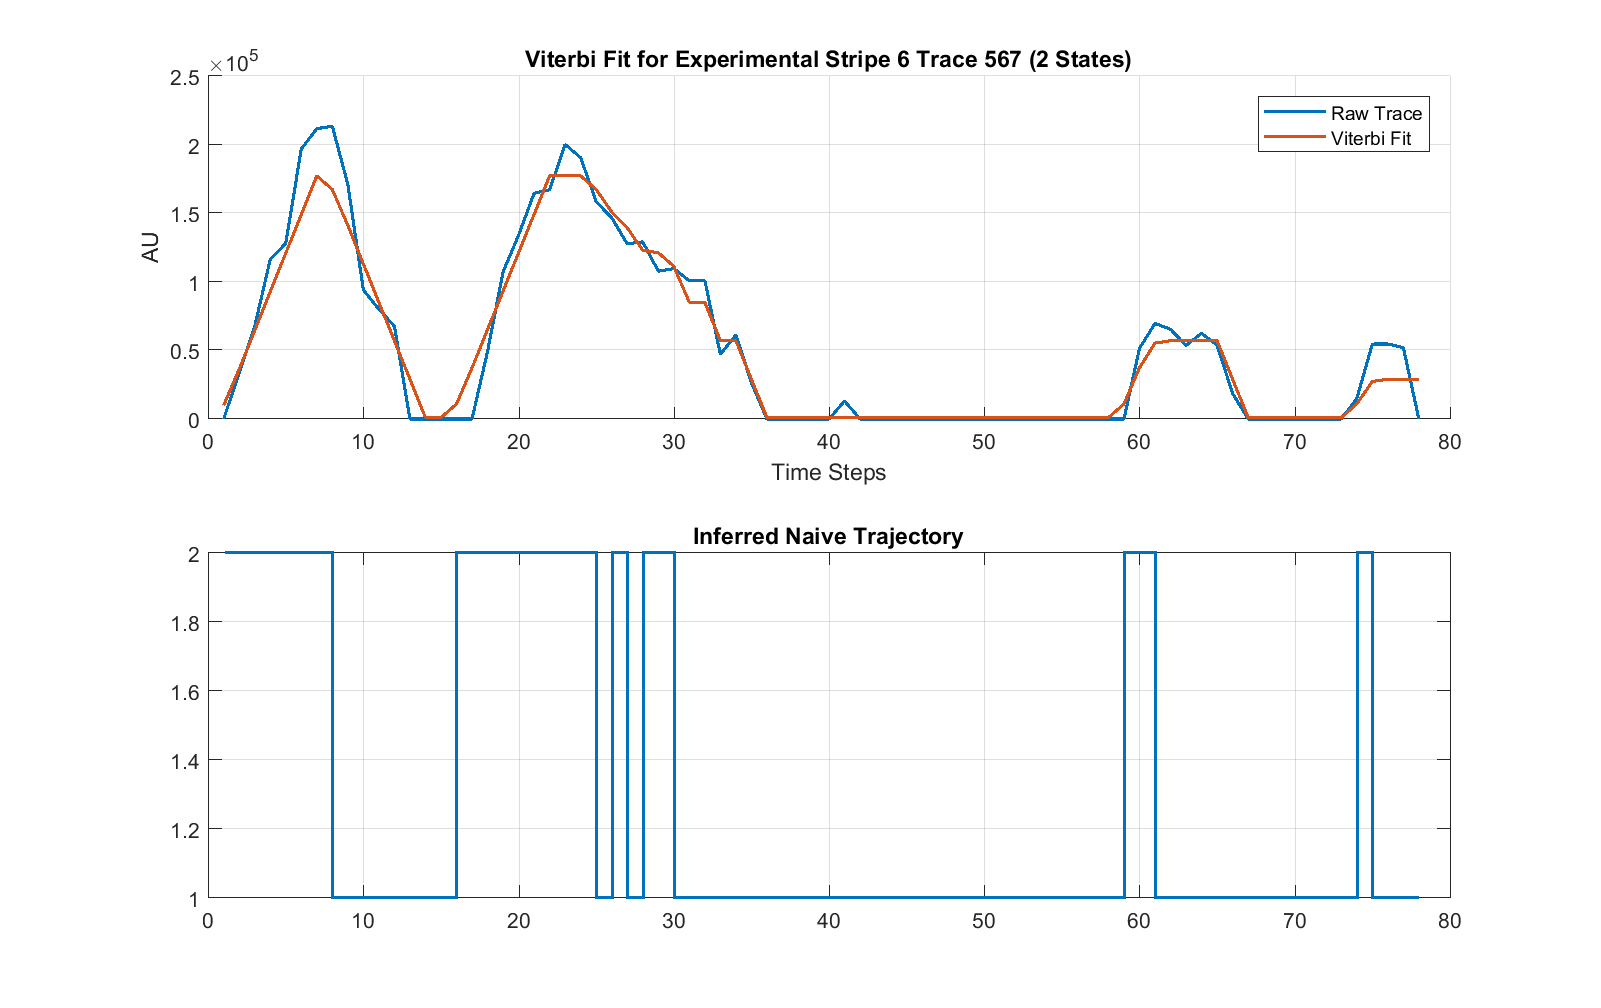 Viterbi Fit for Experimental Stripe 6 Trace 567 (2 States)
×10^5
2.5
2
1.5
1
0.5
0
AU
Raw Trace
Viterbi Fit
0 10 20 30 40 50 60 70 80
Time Steps
Inferred Naive Trajectory
2
1.8
1.6
1.4
1.2
1
0 10 20 30 40 50 60 70 80